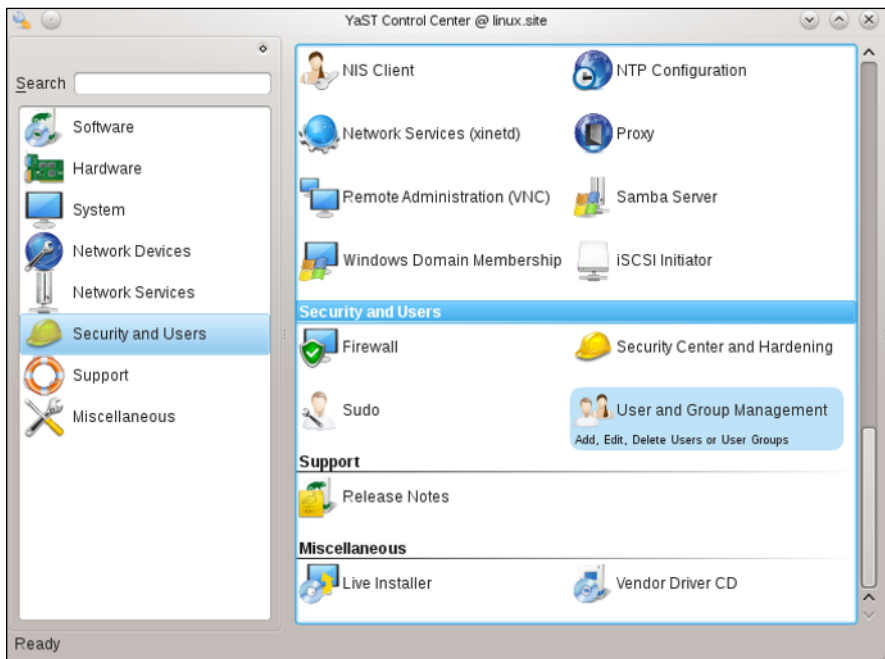 YaST Control Center @ linux.site
Search
Software
Hardware
System
Network Devices
Network Services
Security and Users
Support
Miscellaneous
NIS Client
NTP Configuration
Network Services (xinetd)
Proxy
Remote Administration (VNC)
Samba Server
Windows Domain Membership
iSCSI Initiator
Security and Users
Firewall
Security Center and Hardening
Sudo
User and Group Management
Add, Edit, Delete Users or User Groups
Support
Release Notes
Miscellaneous
Live Installer
Vendor Driver CD
Ready